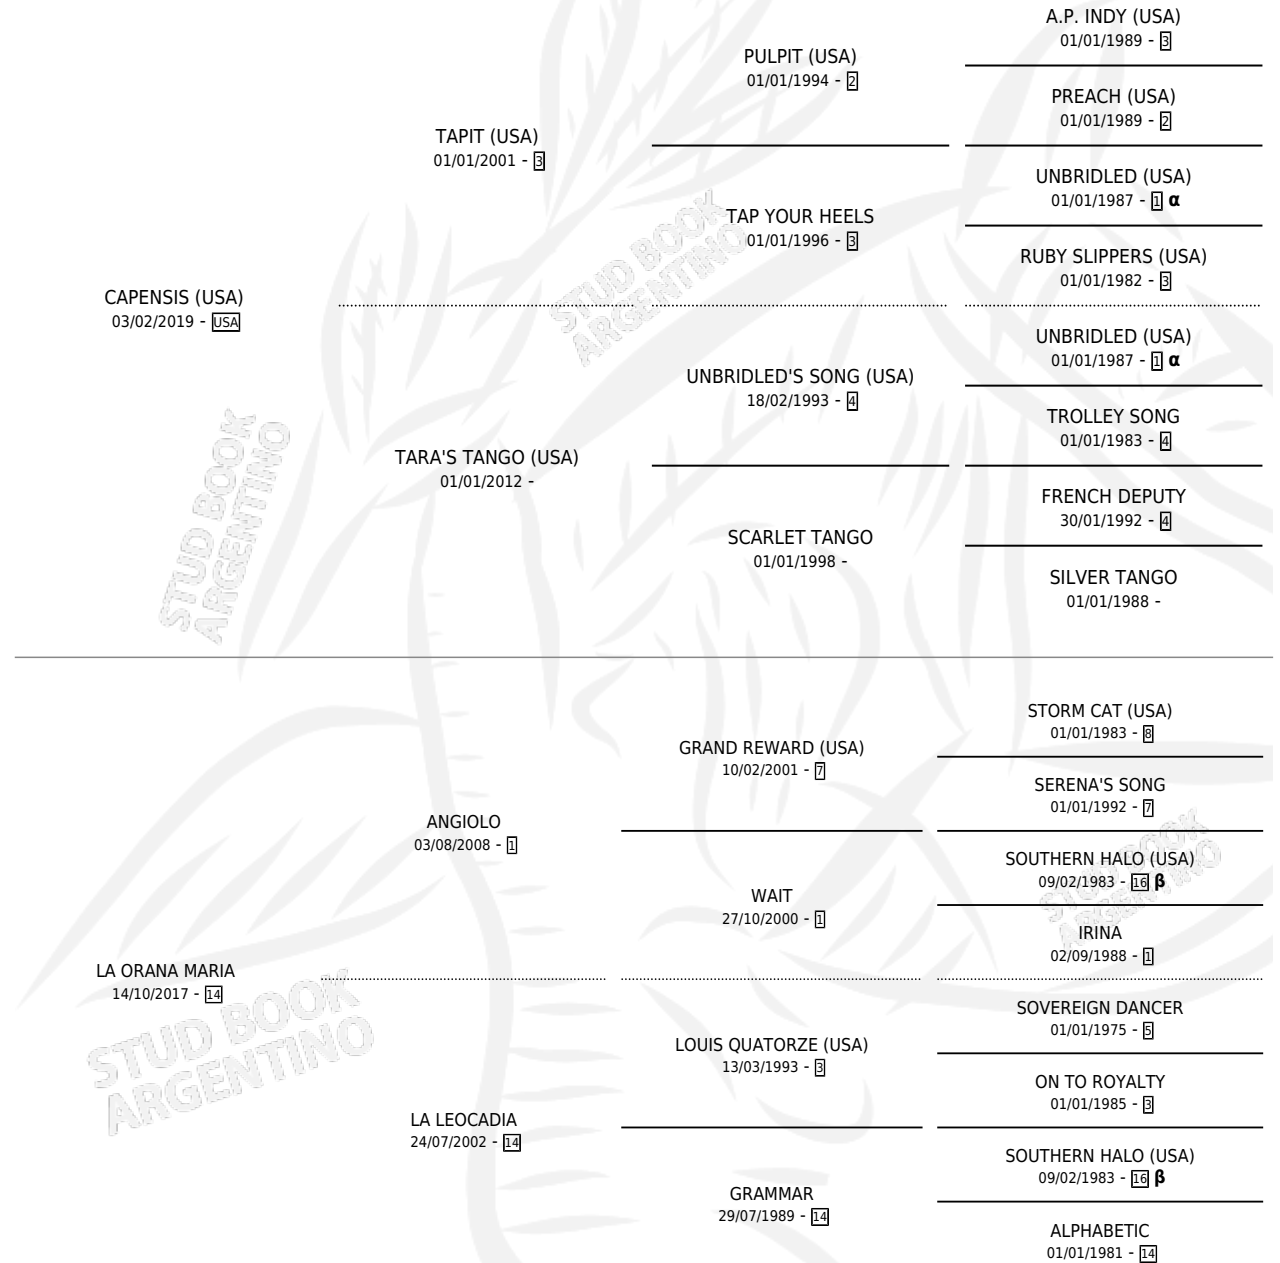 A.P. INDY (USA)
01/01/1989 - 3
PULPIT (USA)
01/01/1994 - 2
PREACH (USA)
01/01/1989 - 2
TAPIT (USA)
01/01/2001 - 3
UNBRIDLED (USA)
01/01/1987 - 1 α
TAP YOUR HEELS
01/01/1996 - 3
RUBY SLIPPERS (USA)
01/01/1982 - 3
CAPENSIS (USA)
03/02/2019 - USA
UNBRIDLED (USA)
01/01/1987 - 1 α
UNBRIDLED'S SONG (USA)
18/02/1993 - 4
TROLLEY SONG
01/01/1983 - 4
TARA'S TANGO (USA)
01/01/2012 -
FRENCH DEPUTY
30/01/1992 - 4
SCARLET TANGO
01/01/1998 -
SILVER TANGO
01/01/1988 -
STORM CAT (USA)
01/01/1983 - 8
GRAND REWARD (USA)
10/02/2001 - 7
SERENA'S SONG
01/01/1992 - 7
ANGIOLO
03/08/2008 - 1
SOUTHERN HALO (USA)
09/02/1983 - 16 β
WAIT
27/10/2000 - 1
IRINA
02/09/1988 - 1
LA ORANA MARIA
14/10/2017 - 14
SOVEREIGN DANCER
01/01/1975 - 5
LOUIS QUATORZE (USA)
13/03/1993 - 3
ON TO ROYALTY
01/01/1985 - 3
LA LEOCADIA
24/07/2002 - 14
SOUTHERN HALO (USA)
09/02/1983 - 16 β
GRAMMAR
29/07/1989 - 14
ALPHABETIC
01/01/1981 - 14
STUD BOOK
ARGENTINO
STUD BOOK
ARGENTINO
STUD BOOK
ARGENTINO
STUD BOOK
ARGENTINO